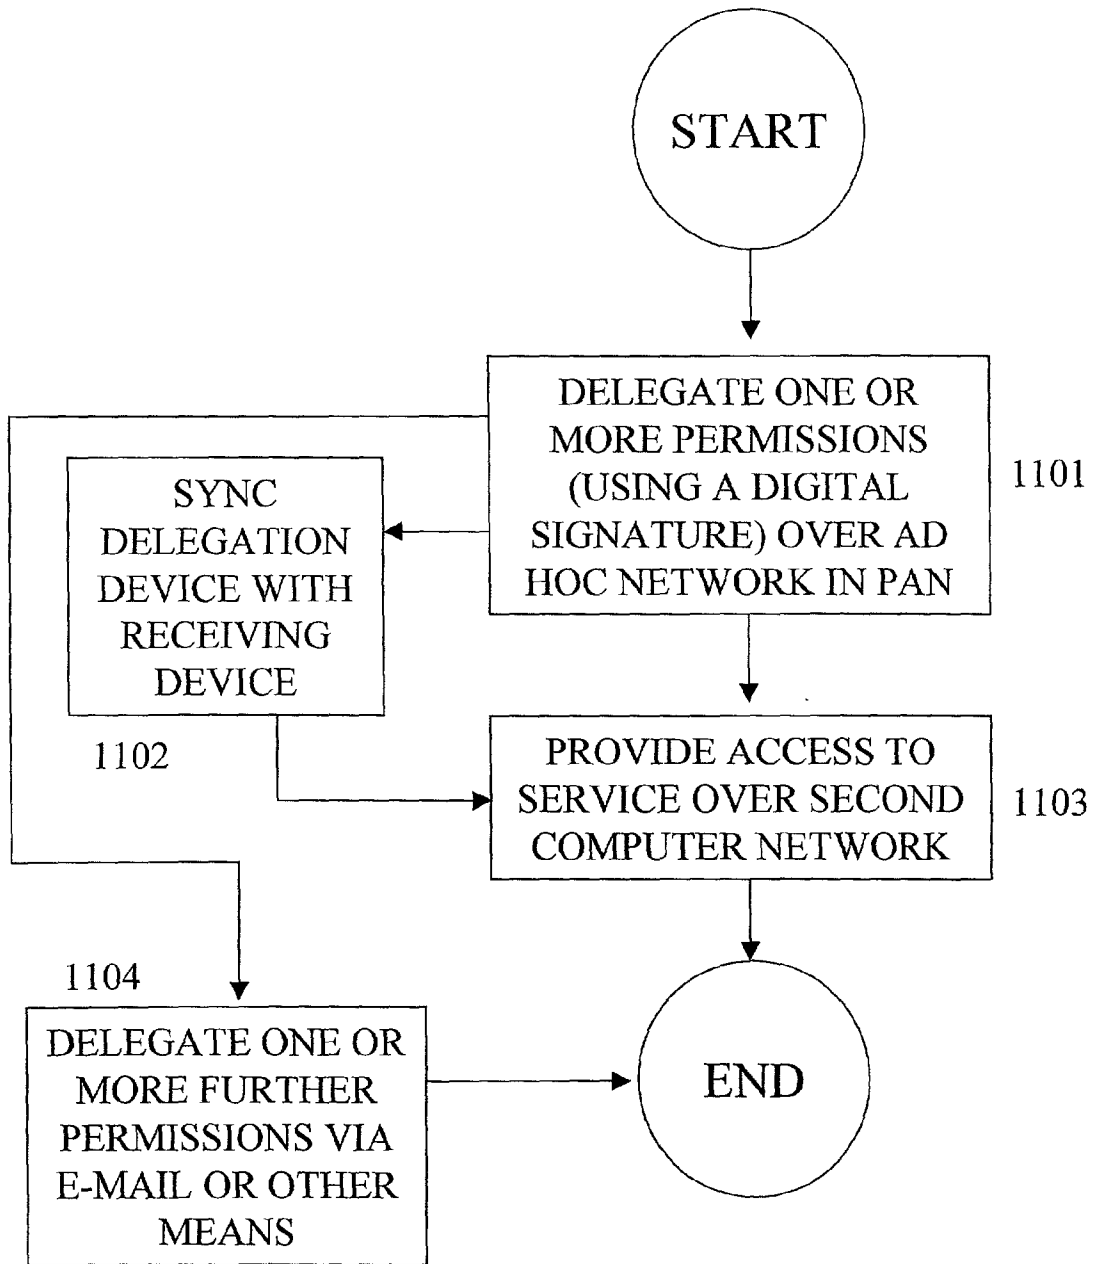 START
DELEGATE ONE OR
MORE PERMISSIONS
(USING A DIGITAL
SIGNATURE) OVER AD
HOC NETWORK IN PAN
1101
SYNC
DELEGATION
DEVICE WITH
RECEIVING
DEVICE
1102
PROVIDE ACCESS TO
SERVICE OVER SECOND
COMPUTER NETWORK
1103
1104
DELEGATE ONE OR
MORE FURTHER
PERMISSIONS VIA
E-MAIL OR OTHER
MEANS
END